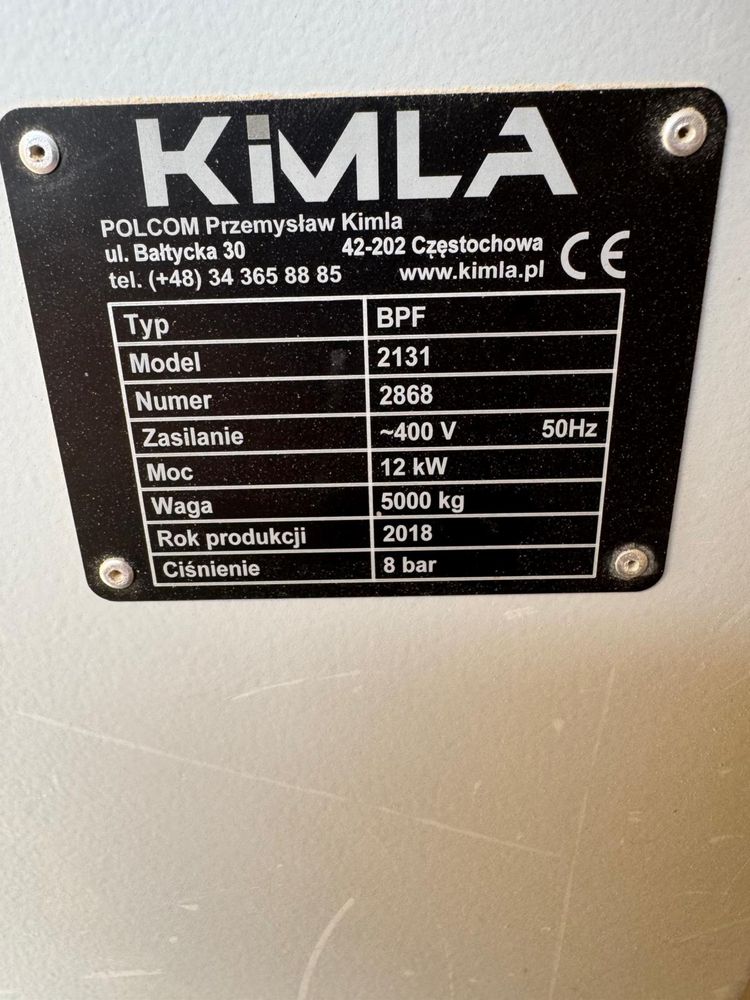 KiMLA
POLCOM Przemysław Kimla
ul. Bałtycka 30 42-202 Częstochowa
tel. (+48) 34 365 88 85 www.kimla.pl CE
Typ BPF
Model 2131
Numer 2868
Zasilanie ~400 V 50Hz
Moc 12 kW
Waga 5000 kg
Rok produkcji 2018
Ciśnienie 8 bar